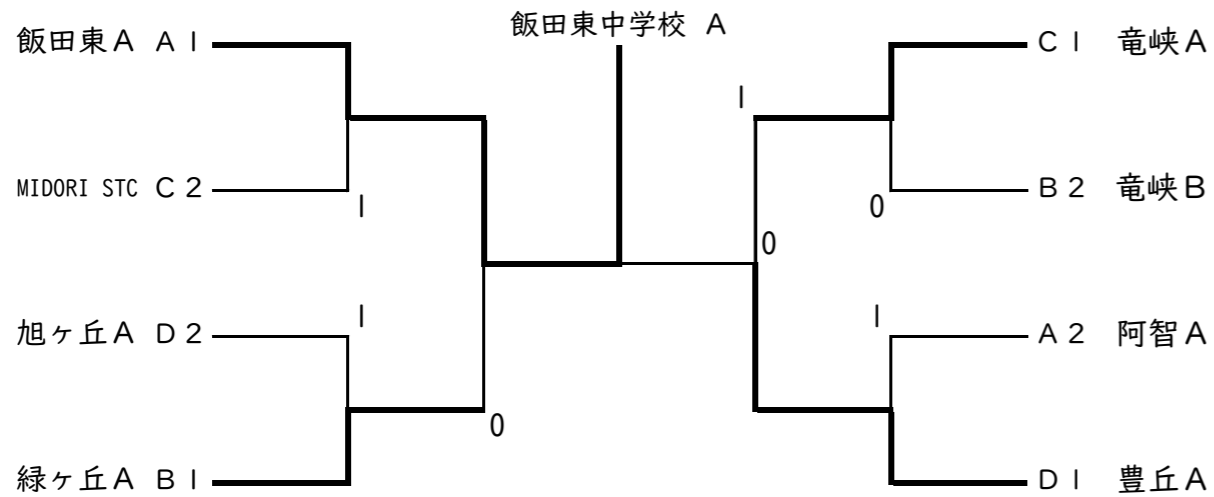 飯田東中学校 A
飯田東A A1
MIDORI STC C2
1
1
旭ヶ丘A D2
緑ヶ丘A B1
0
1
C1 竜峡A
B2 竜峡B
0
0
1
A2 阿智A
D1 豊丘A